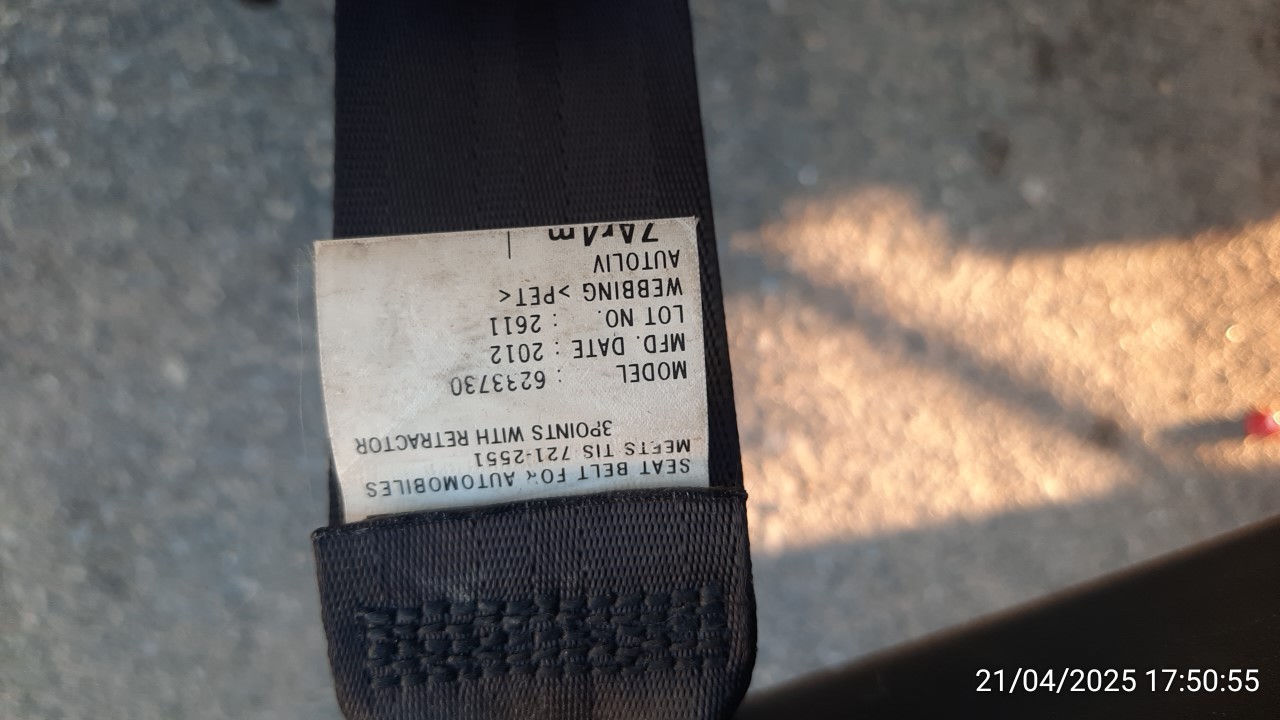 SEAT BELT FOR AUTOMOBILES
MEETS TIS 721-2551
3POINTS WITH RETRACTOR
MODEL : 6233730
MFD. DATE : 2012
LOT NO. : 2611
WEBBING >PET<
AUTOLIV
21/04/2025 17:50:55